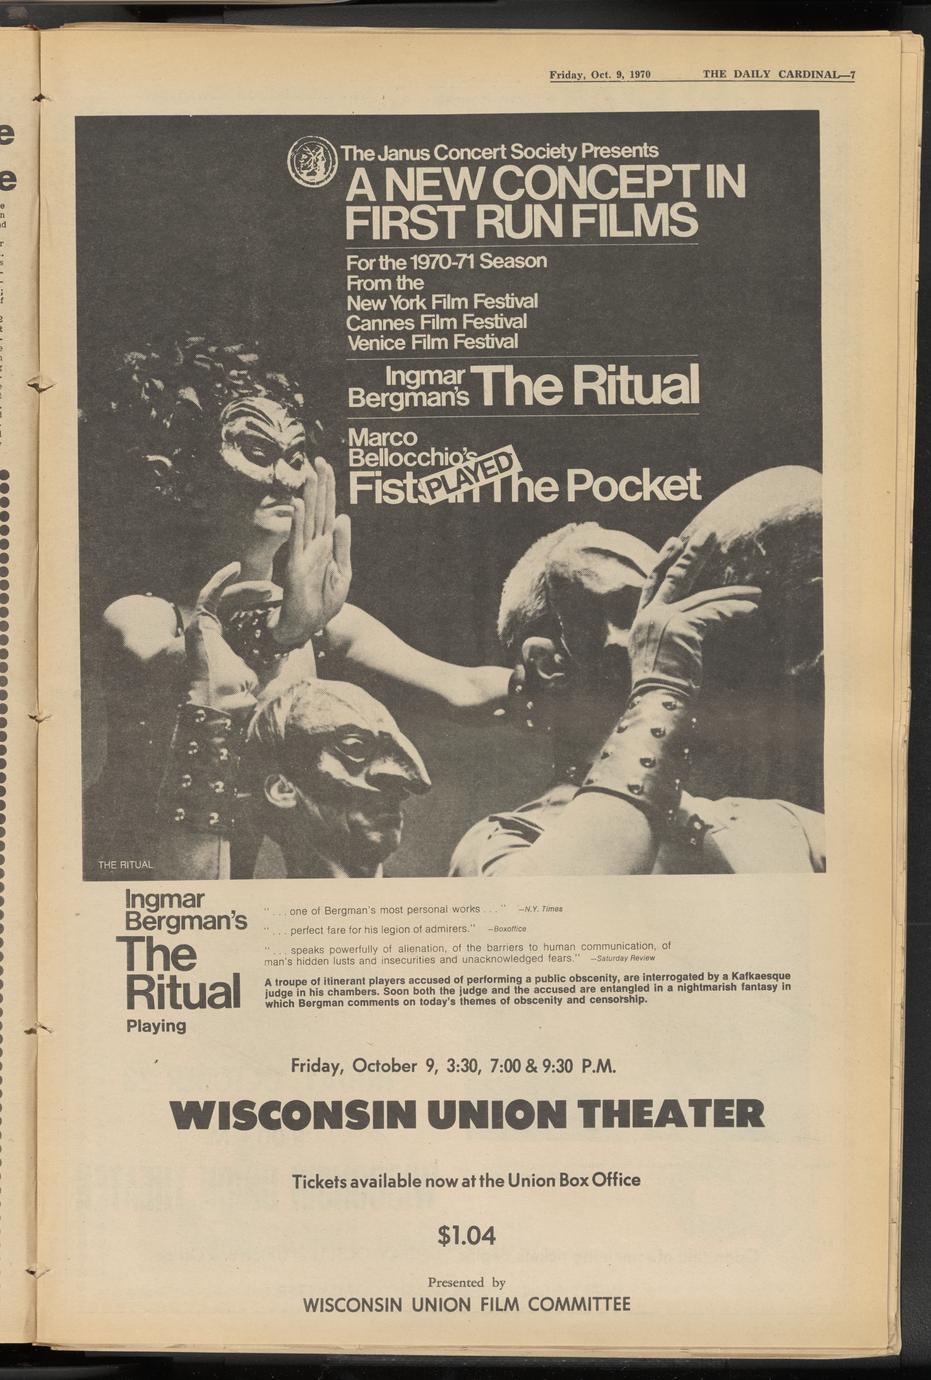 Friday, Oct. 9, 1970 THE DAILY CARDINAL—7
The Janus Concert Society Presents
A NEW CONCEPT IN
FIRST RUN FILMS
For the 1970-71 Season
From the
New York Film Festival
Cannes Film Festival
Venice Film Festival
Ingmar
Bergman's The Ritual
Marco
Bellocchio's
Fists In The Pocket
PLAYED
THE RITUAL
Ingmar
Bergman's
The
Ritual
Playing
". . . one of Bergman's most personal works . . ." —N.Y. Times
". . . perfect fare for his legion of admirers." —Boxoffice
". . . speaks powerfully of alienation, of the barriers to human communication, of
man's hidden lusts and insecurities and unacknowledged fears." —Saturday Review
A troupe of itinerant players accused of performing a public obscenity, are interrogated by a Kafkaesque
judge in his chambers. Soon both the judge and the accused are entangled in a nightmarish fantasy in
which Bergman comments on today's themes of obscenity and censorship.
Friday, October 9, 3:30, 7:00 & 9:30 P.M.
WISCONSIN UNION THEATER
Tickets available now at the Union Box Office
$1.04
Presented by
WISCONSIN UNION FILM COMMITTEE